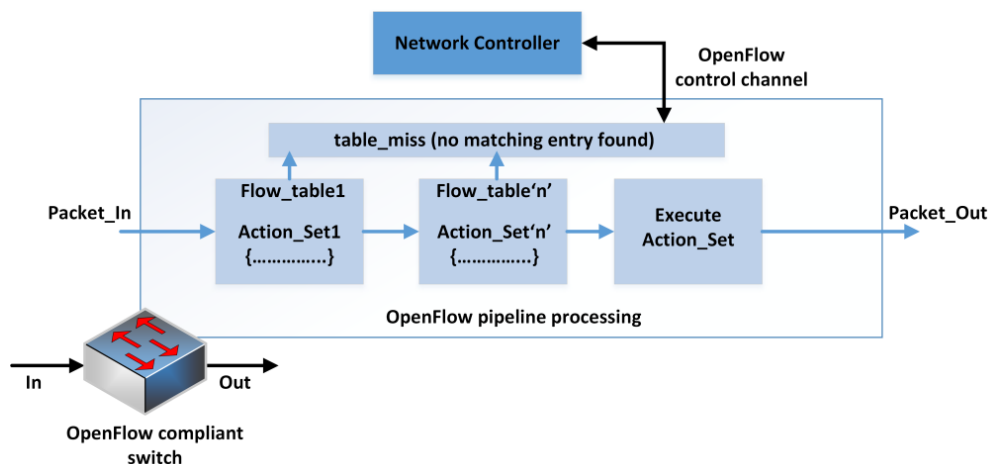 Network Controller
OpenFlow
control channel
table_miss (no matching entry found)
Packet_In
Flow_table1
Action_Set1
{…………...}
Flow_table‘n’
Action_Set‘n’
{…………...}
Execute
Action_Set
Packet_Out
OpenFlow pipeline processing
In
Out
OpenFlow compliant
switch